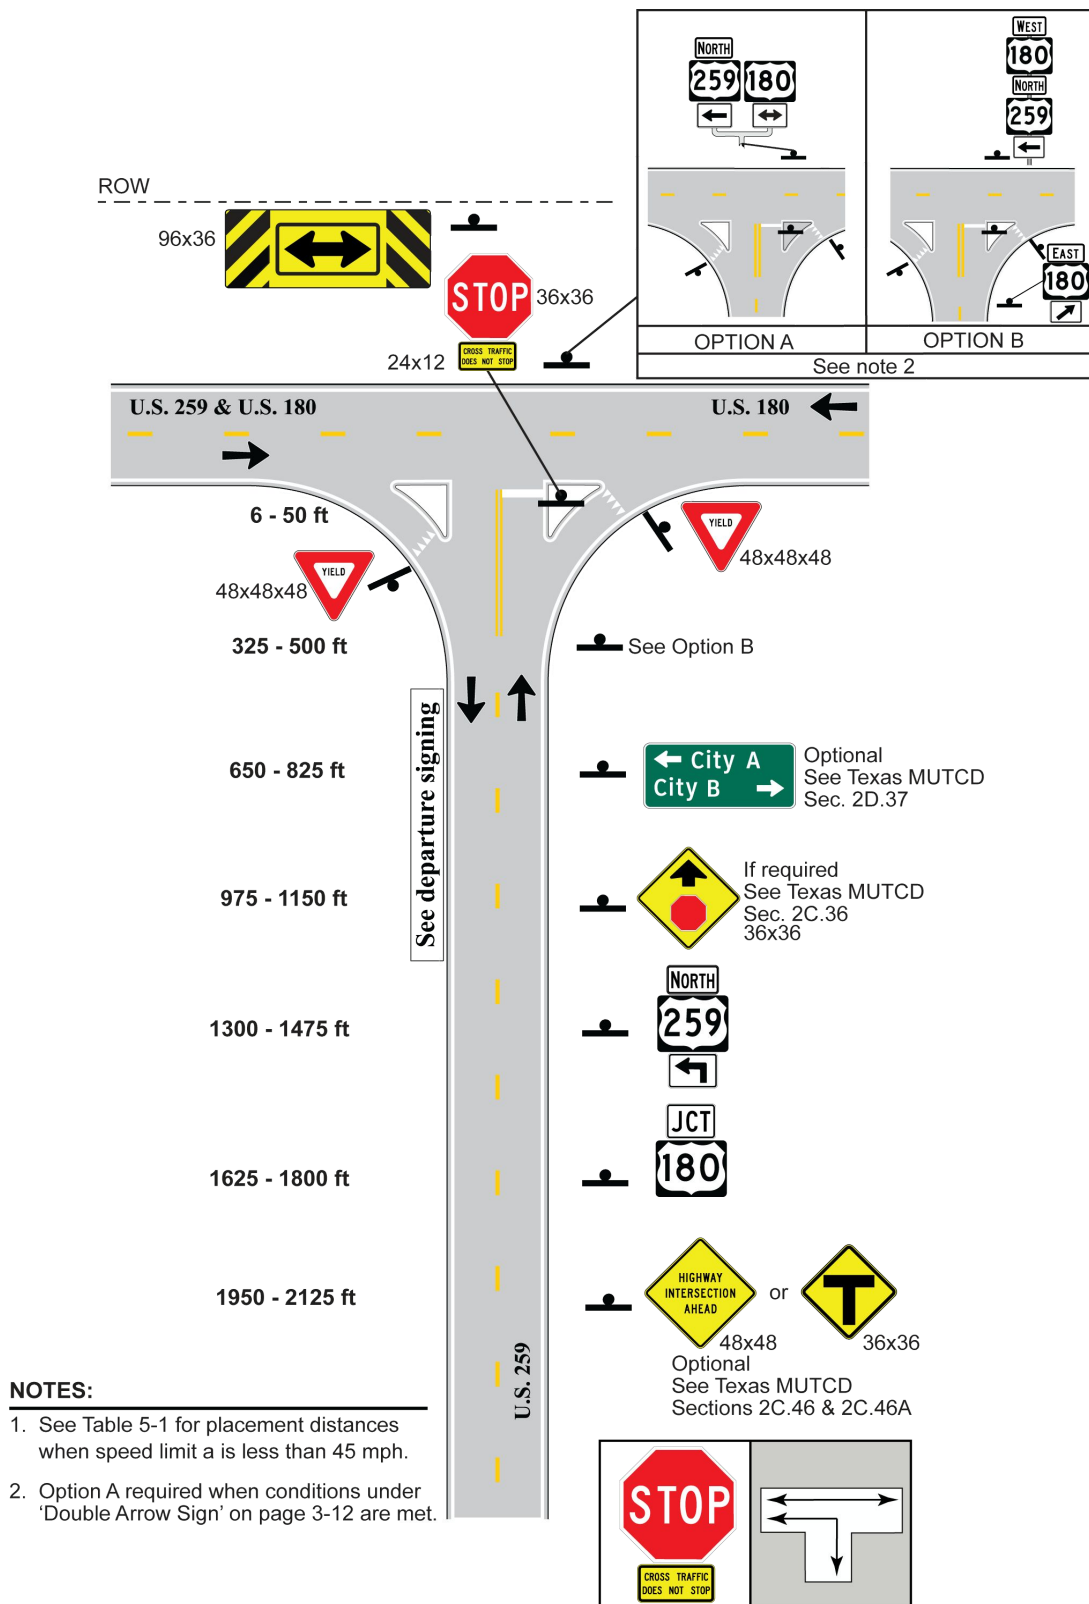 NORTH
259 180
OPTION A
WEST
180
NORTH
259
EAST
180
OPTION B
See note 2
ROW
96x36
STOP
36x36
CROSS TRAFFIC
DOES NOT STOP
24x12
U.S. 259 & U.S. 180
U.S. 180
6 - 50 ft
YIELD
48x48x48
YIELD
48x48x48
325 - 500 ft
See Option B
See departure signing
650 - 825 ft
City A
City B
Optional
See Texas MUTCD
Sec. 2D.37
975 - 1150 ft
If required
See Texas MUTCD
Sec. 2C.36
36x36
1300 - 1475 ft
NORTH
259
1625 - 1800 ft
JCT
180
1950 - 2125 ft
HIGHWAY
INTERSECTION
AHEAD
or
48x48
36x36
Optional
See Texas MUTCD
Sections 2C.46 & 2C.46A
U.S. 259
NOTES:
1. See Table 5-1 for placement distances
when speed limit a is less than 45 mph.
2. Option A required when conditions under
'Double Arrow Sign' on page 3-12 are met.
STOP
CROSS TRAFFIC
DOES NOT STOP